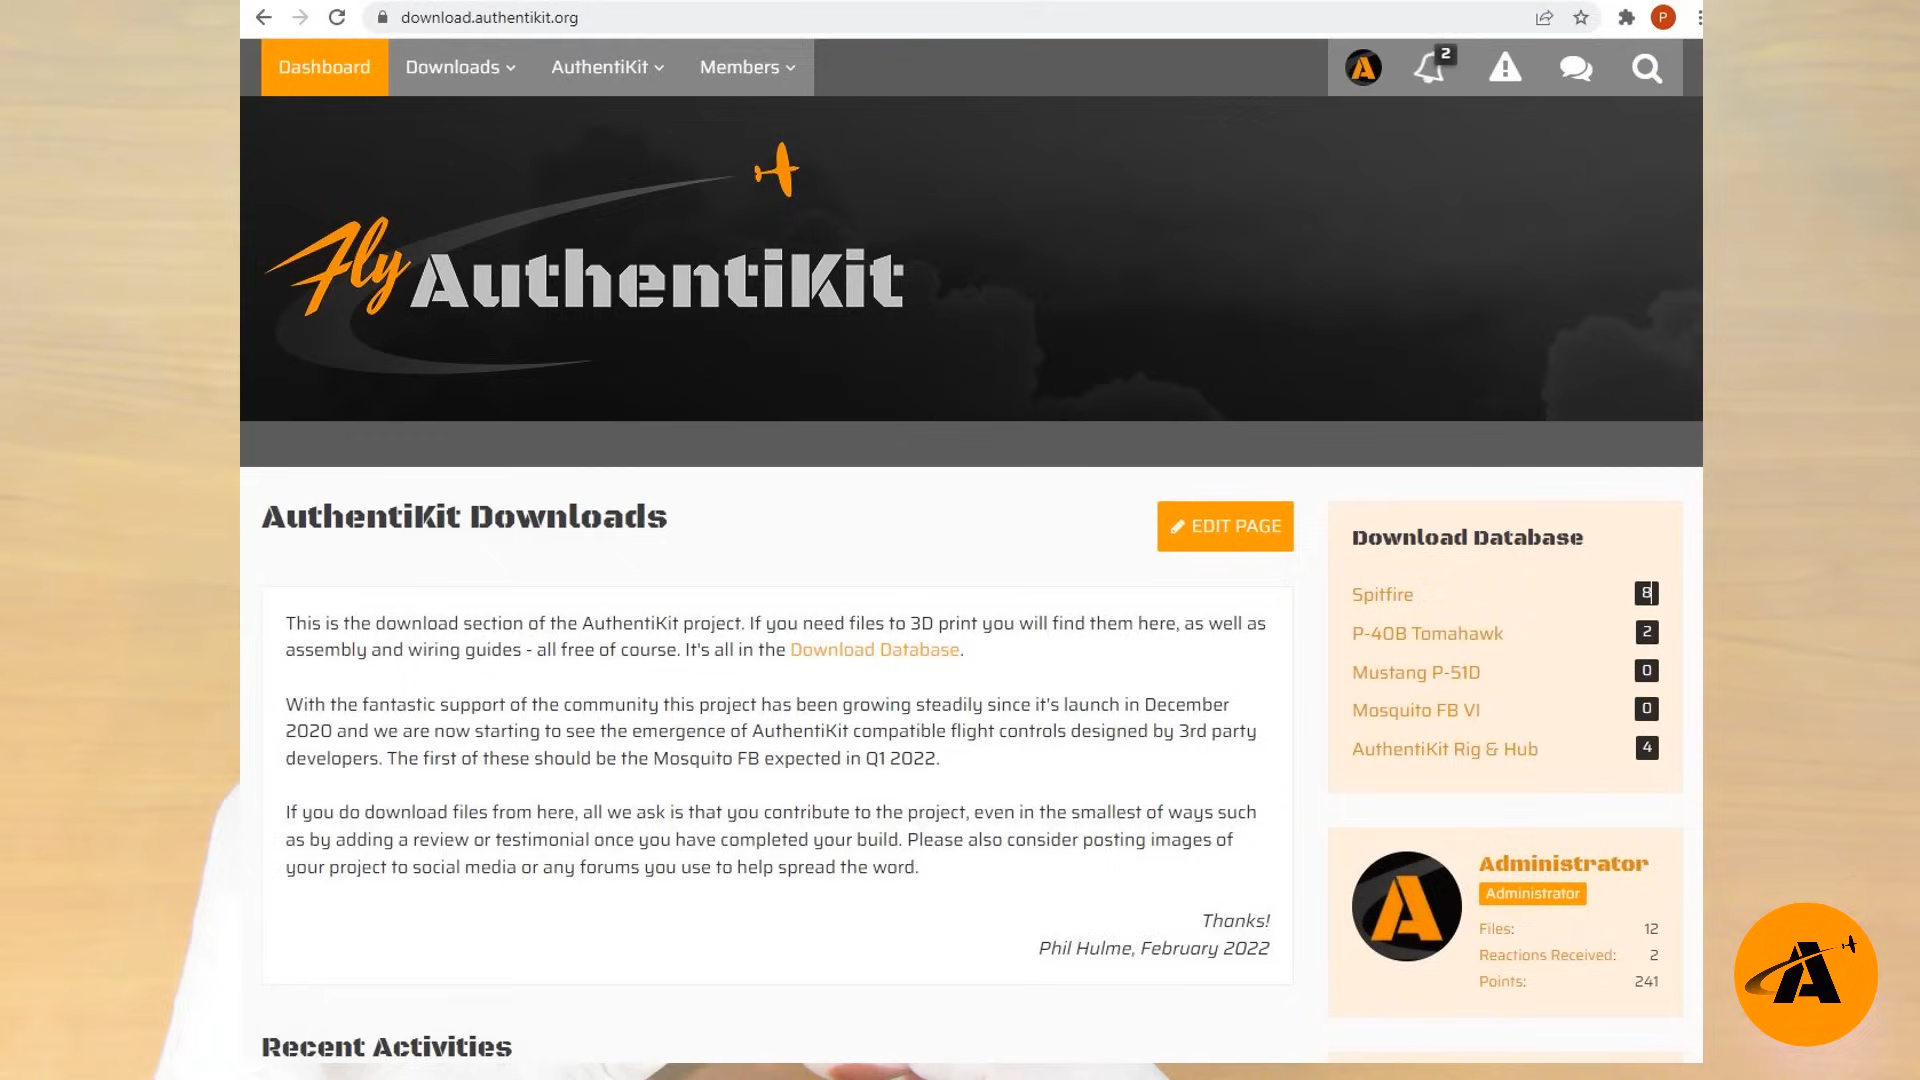 download.authentikit.org
P
Dashboard Downloads AuthentiKit Members
2
Fly AuthentiKit
AuthentiKit Downloads
EDIT PAGE
This is the download section of the AuthentiKit project. If you need files to 3D print you will find them here, as well as
assembly and wiring guides - all free of course. It's all in the Download Database.
With the fantastic support of the community this project has been growing steadily since it's launch in December
2020 and we are now starting to see the emergence of AuthentiKit compatible flight controls designed by 3rd party
developers. The first of these should be the Mosquito FB expected in Q1 2022.
If you do download files from here, all we ask is that you contribute to the project, even in the smallest of ways such
as by adding a review or testimonial once you have completed your build. Please also consider posting images of
your project to social media or any forums you use to help spread the word.
Thanks!
Phil Hulme, February 2022
Recent Activities
Download Database
Spitfire 8
P-40B Tomahawk 2
Mustang P-51D 0
Mosquito FB VI 0
AuthentiKit Rig & Hub 4
A
Administrator
Administrator
Files: 12
Reactions Received: 2
Points: 241
A